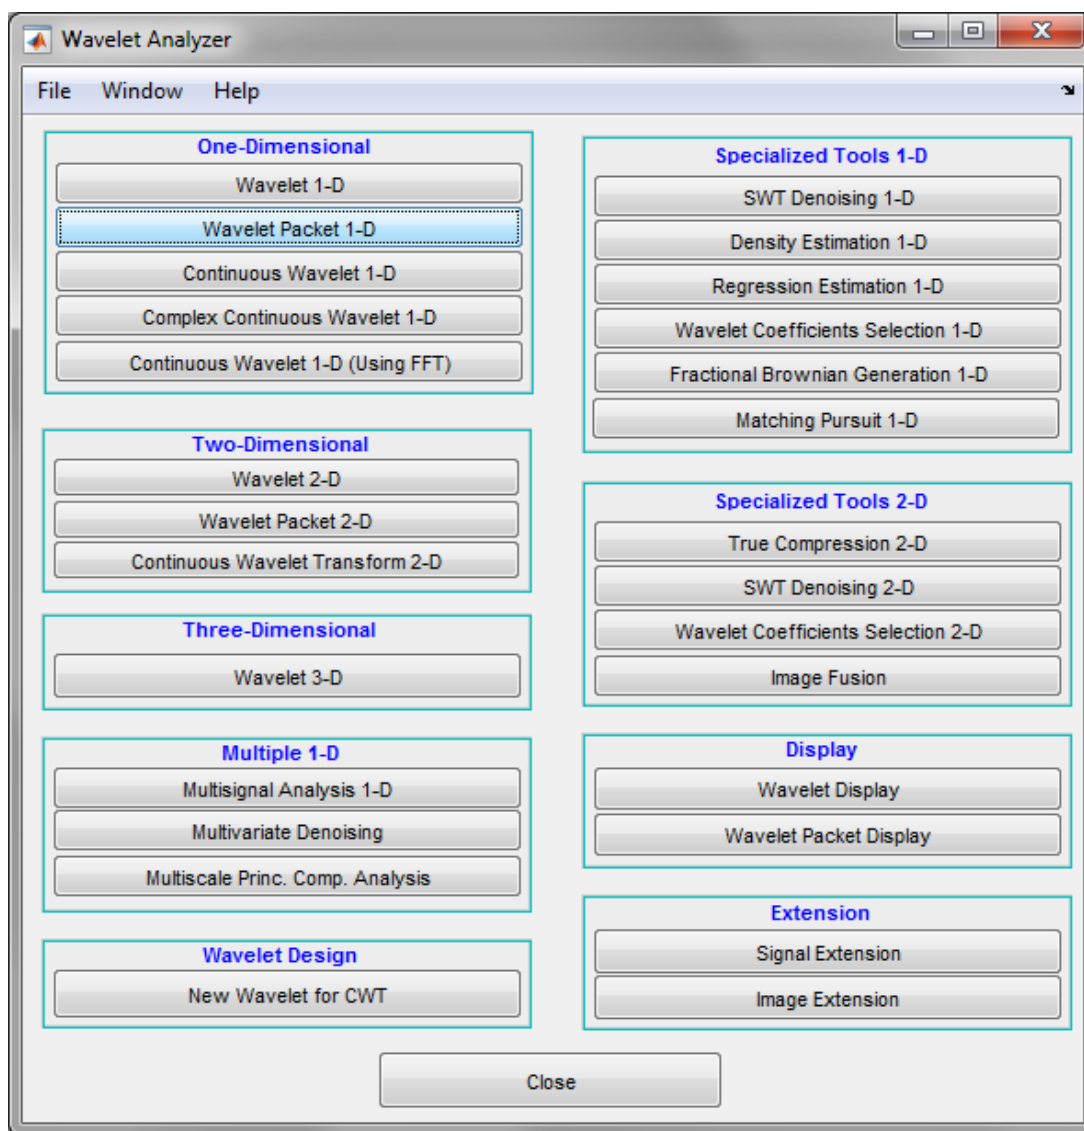 Wavelet Analyzer
File Window Help
One-Dimensional
Wavelet 1-D
Wavelet Packet 1-D
Continuous Wavelet 1-D
Complex Continuous Wavelet 1-D
Continuous Wavelet 1-D (Using FFT)
Two-Dimensional
Wavelet 2-D
Wavelet Packet 2-D
Continuous Wavelet Transform 2-D
Three-Dimensional
Wavelet 3-D
Multiple 1-D
Multisignal Analysis 1-D
Multivariate Denoising
Multiscale Princ. Comp. Analysis
Wavelet Design
New Wavelet for CWT
Specialized Tools 1-D
SWT Denoising 1-D
Density Estimation 1-D
Regression Estimation 1-D
Wavelet Coefficients Selection 1-D
Fractional Brownian Generation 1-D
Matching Pursuit 1-D
Specialized Tools 2-D
True Compression 2-D
SWT Denoising 2-D
Wavelet Coefficients Selection 2-D
Image Fusion
Display
Wavelet Display
Wavelet Packet Display
Extension
Signal Extension
Image Extension
Close